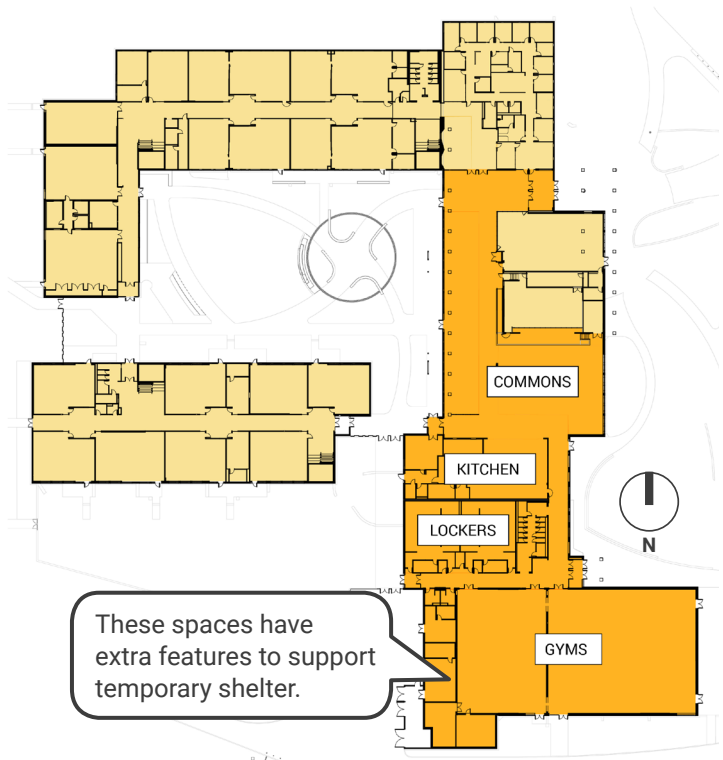 COMMONS
KITCHEN
LOCKERS
N
These spaces have
extra features to support
temporary shelter.
GYMS